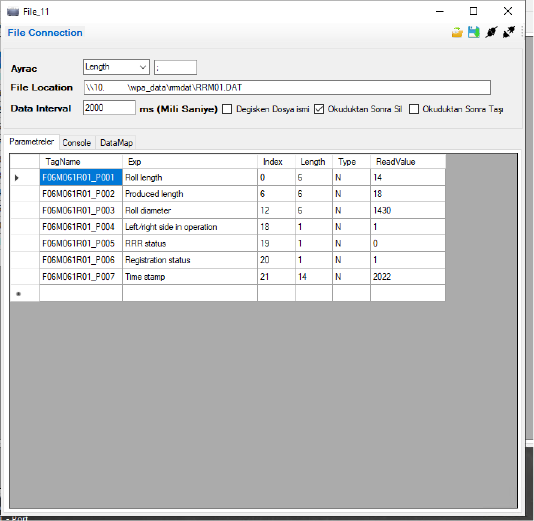 File_11
File Connection
Ayrac Length ;
File Location \\10. \wpa_data\rmdat\RRM01.DAT
Data Interval 2000 ms (Mili Saniye) Degisken Dosya ismi Okuduktan Sonra Sil Okuduktan Sonra Taşı
Parametreler Console DataMap
TagName Exp Index Length Type ReadValue
F06M061R01_P001 Roll length 0 6 N 14
F06M061R01_P002 Produced length 6 6 N 18
F06M061R01_P003 Roll diameter 12 6 N 1430
F06M061R01_P004 Left/right side in operation 18 1 N 1
F06M061R01_P005 RRR status 19 1 N 0
F06M061R01_P006 Registration status 20 1 N 1
F06M061R01_P007 Time stamp 21 14 N 2022
- Port